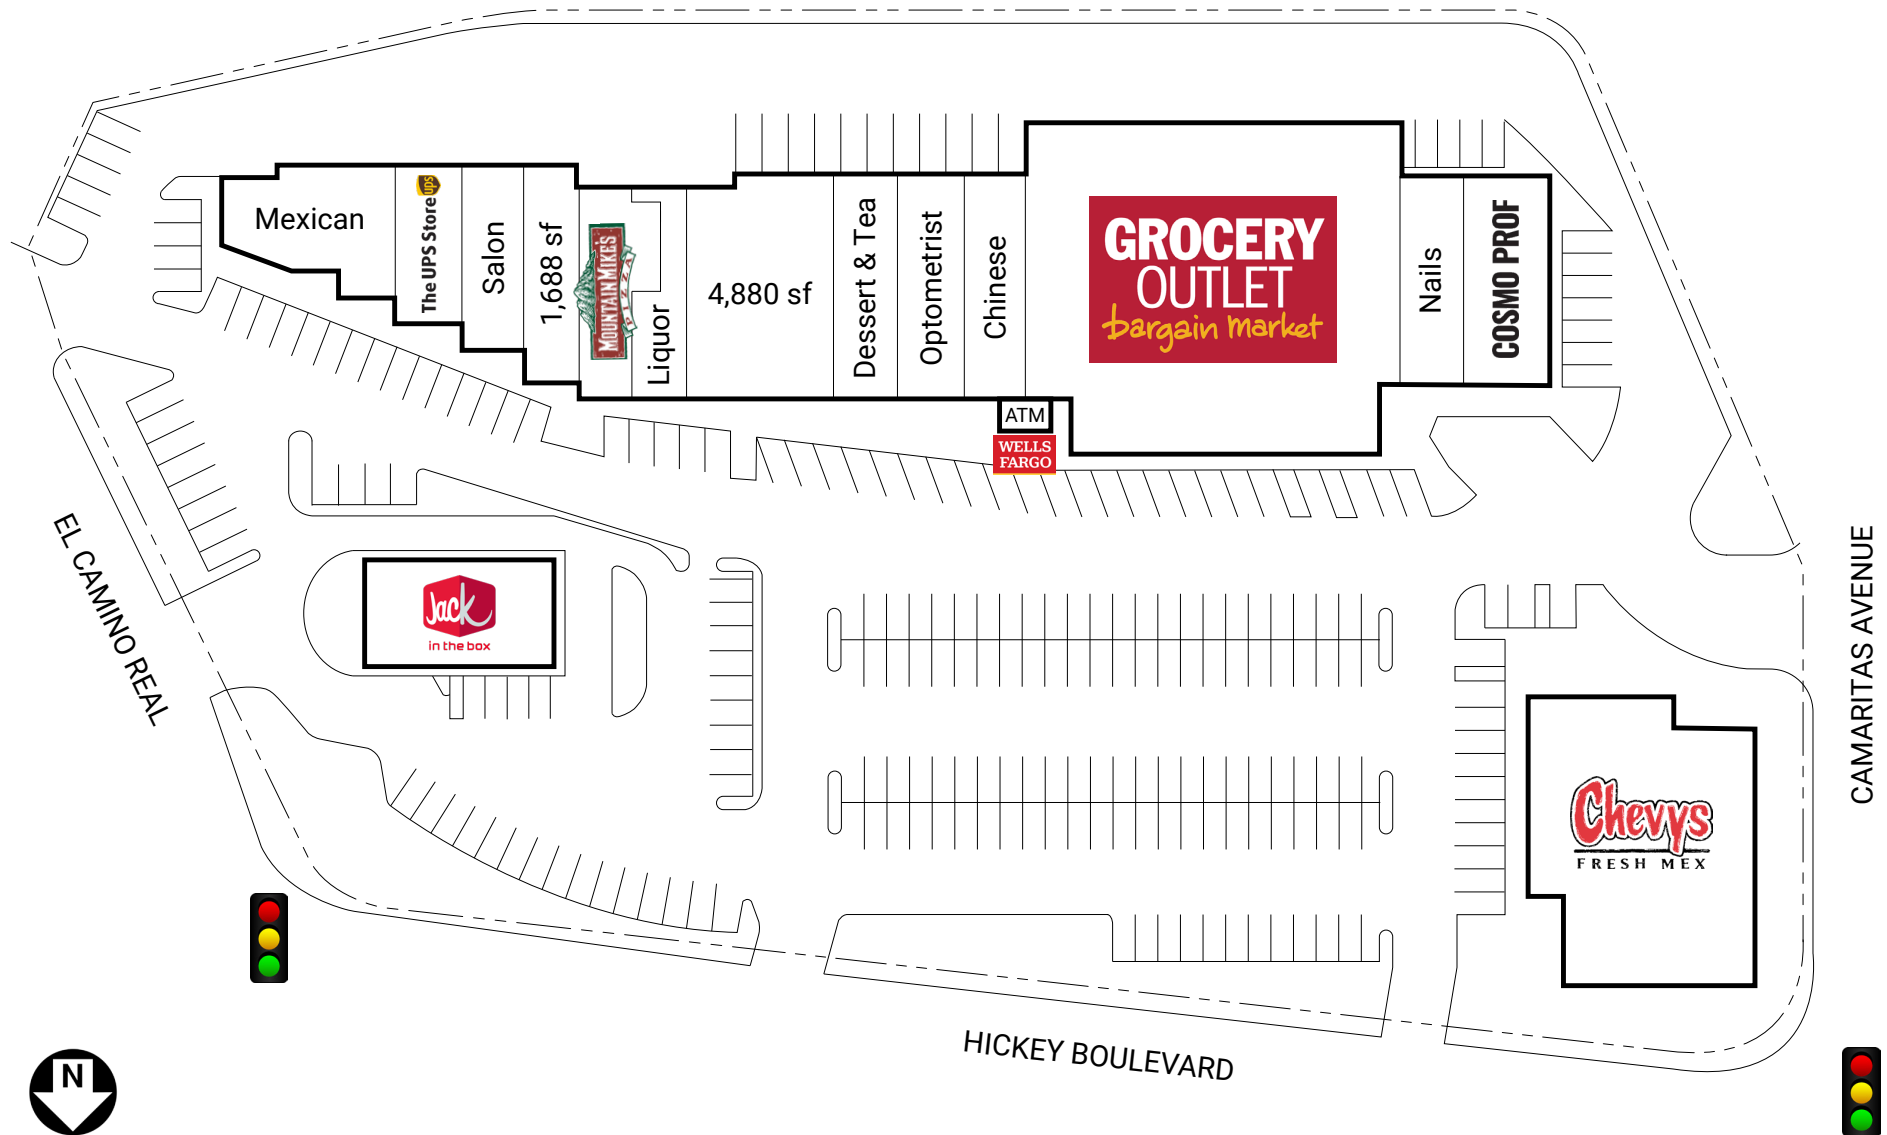 Mexican
The UPS Store
ups
Salon
1,688 sf
MOUNTAIN MIKE'S
PIZZA
Liquor
4,880 sf
Dessert & Tea
Optometrist
Chinese
GROCERY
OUTLET
bargain market
Nails
COSMO PROF
ATM
WELLS
FARGO
EL CAMINO REAL
Jack
in the box
CAMARITAS AVENUE
Chevys
FRESH MEX
HICKEY BOULEVARD
N